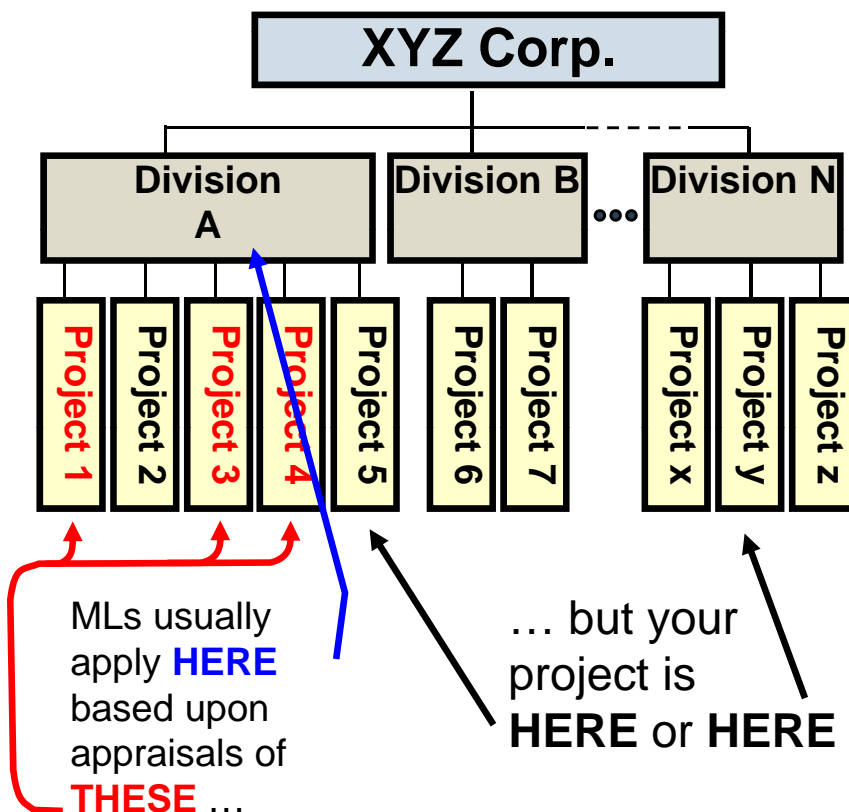 XYZ Corp.
Division
A
Division B
Division N
Project 1
Project 2
Project 3
Project 4
Project 5
Project 6
Project 7
Project x
Project y
Project z
MLs usually
apply HERE
based upon
appraisals of
THESE …
… but your
project is
HERE or HERE